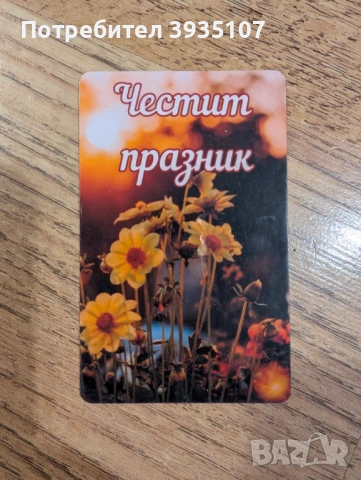 Потребител 3935107
Честит
празник
BAZAR